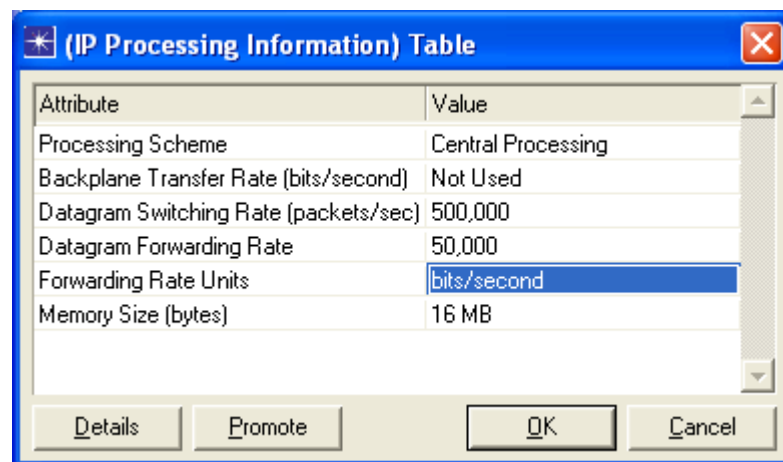 (IP Processing Information) Table
Attribute Value
Processing Scheme Central Processing
Backplane Transfer Rate (bits/second) Not Used
Datagram Switching Rate (packets/sec) 500,000
Datagram Forwarding Rate 50,000
Forwarding Rate Units bits/second
Memory Size (bytes) 16 MB
Details Promote OK Cancel